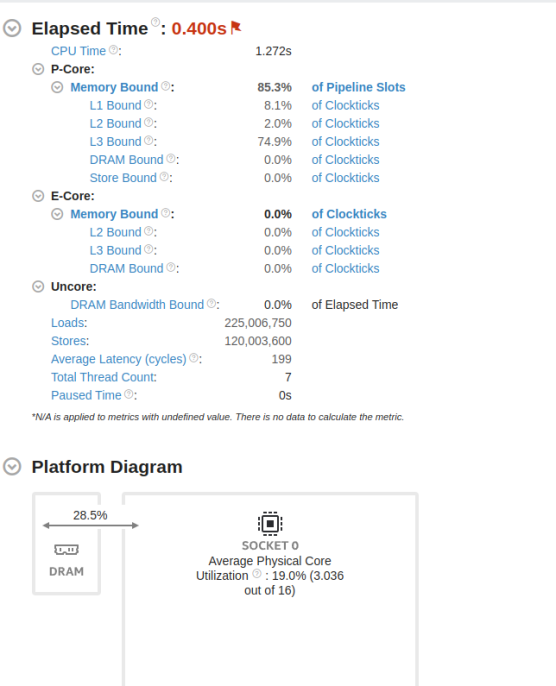 Elapsed Time ?: 0.400s
CPU Time ?: 1.272s
P-Core:
Memory Bound ?: 85.3% of Pipeline Slots
L1 Bound ?: 8.1% of Clockticks
L2 Bound ?: 2.0% of Clockticks
L3 Bound ?: 74.9% of Clockticks
DRAM Bound ?: 0.0% of Clockticks
Store Bound ?: 0.0% of Clockticks
E-Core:
Memory Bound ?: 0.0% of Clockticks
L2 Bound ?: 0.0% of Clockticks
L3 Bound ?: 0.0% of Clockticks
DRAM Bound ?: 0.0% of Clockticks
Uncore:
DRAM Bandwidth Bound ?: 0.0% of Elapsed Time
Loads: 225,006,750
Stores: 120,003,600
Average Latency (cycles) ?: 199
Total Thread Count: 7
Paused Time ?: 0s
*N/A is applied to metrics with undefined value. There is no data to calculate the metric.
Platform Diagram
28.5%
DRAM
SOCKET 0
Average Physical Core
Utilization ? : 19.0% (3.036
out of 16)